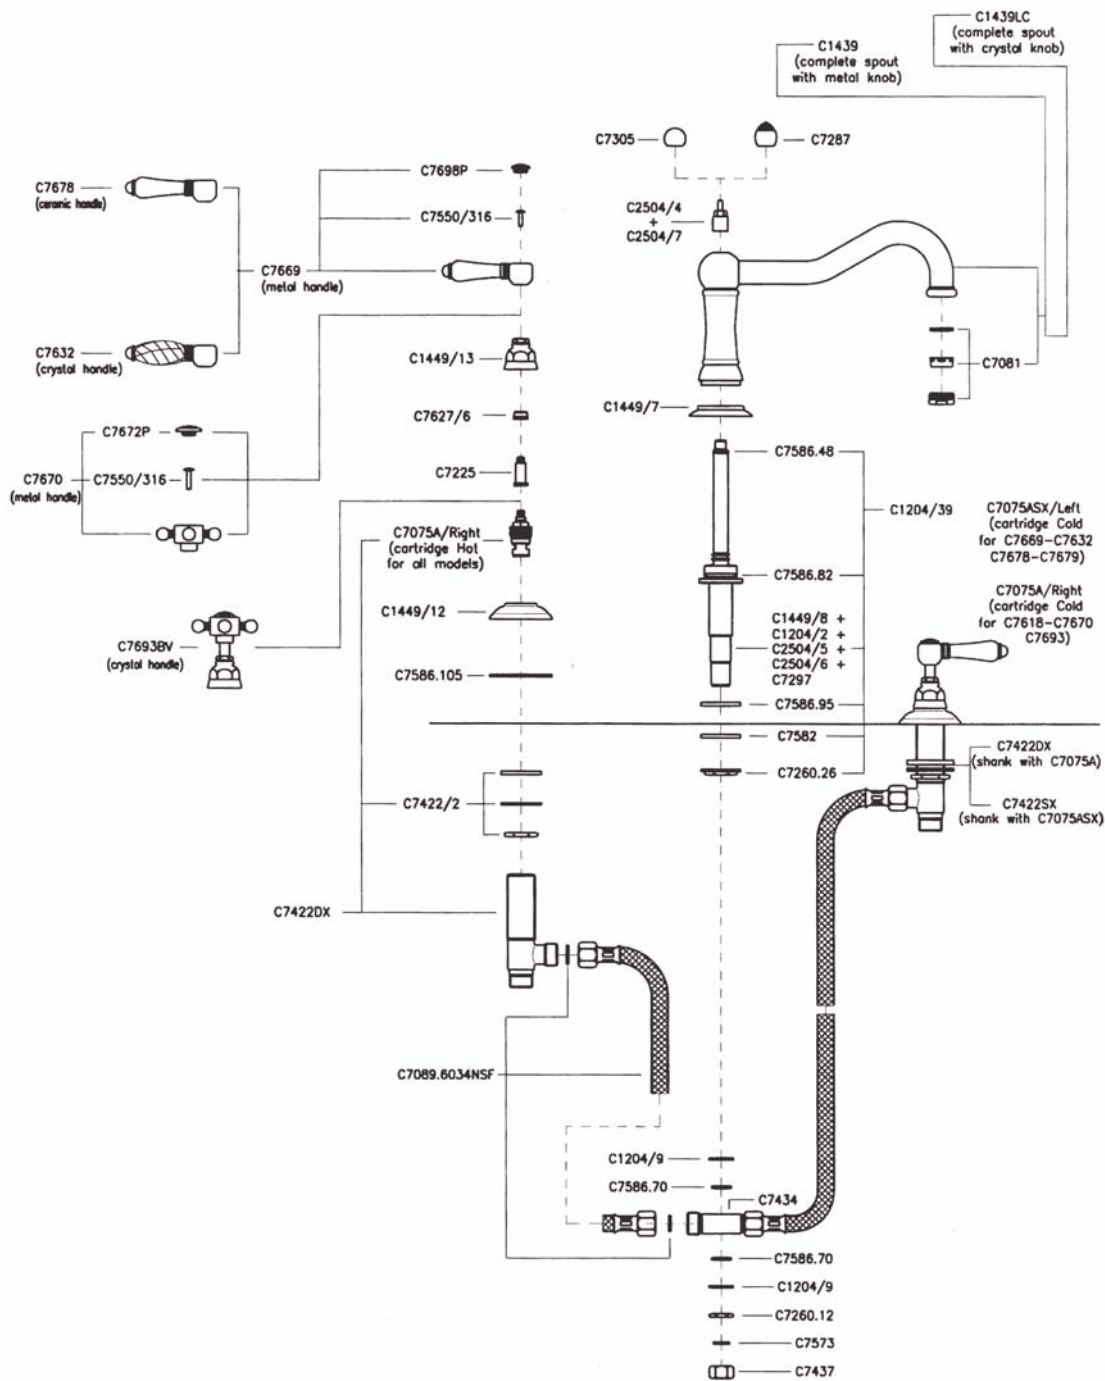 C1439LC
(complete spout
with crystal knob)
C1439
(complete spout
with metal knob)
C7305
C7287
C7698P
C7678
(ceramic handle)
C7550/316
C2504/4
+
C2504/7
C7669
(metal handle)
C7632
(crystal handle)
C1449/13
C7081
C1449/7
C7627/6
C7672P
C7586.48
C7670
(metal handle)
C7550/316
C7225
C1204/39
C7075ASX/Left
(cartridge Cold
for C7669-C7632
C7678-C7679)
C7075A/Right
(cartridge Hot
for all models)
C7586.82
C7075A/Right
(cartridge Cold
for C7618-C7670
C7693)
C1449/12
C1449/8 +
C1204/2 +
C2504/5 +
C2504/6 +
C7297
C7693BV
(crystal handle)
C7586.105
C7586.95
C7582
C7422DX
(shank with C7075A)
C7260.26
C7422/2
C7422SX
(shank with C7075ASX)
C7422DX
C7089.6034NSF
C1204/9
C7586.70
C7434
C7586.70
C1204/9
C7260.12
C7573
C7437